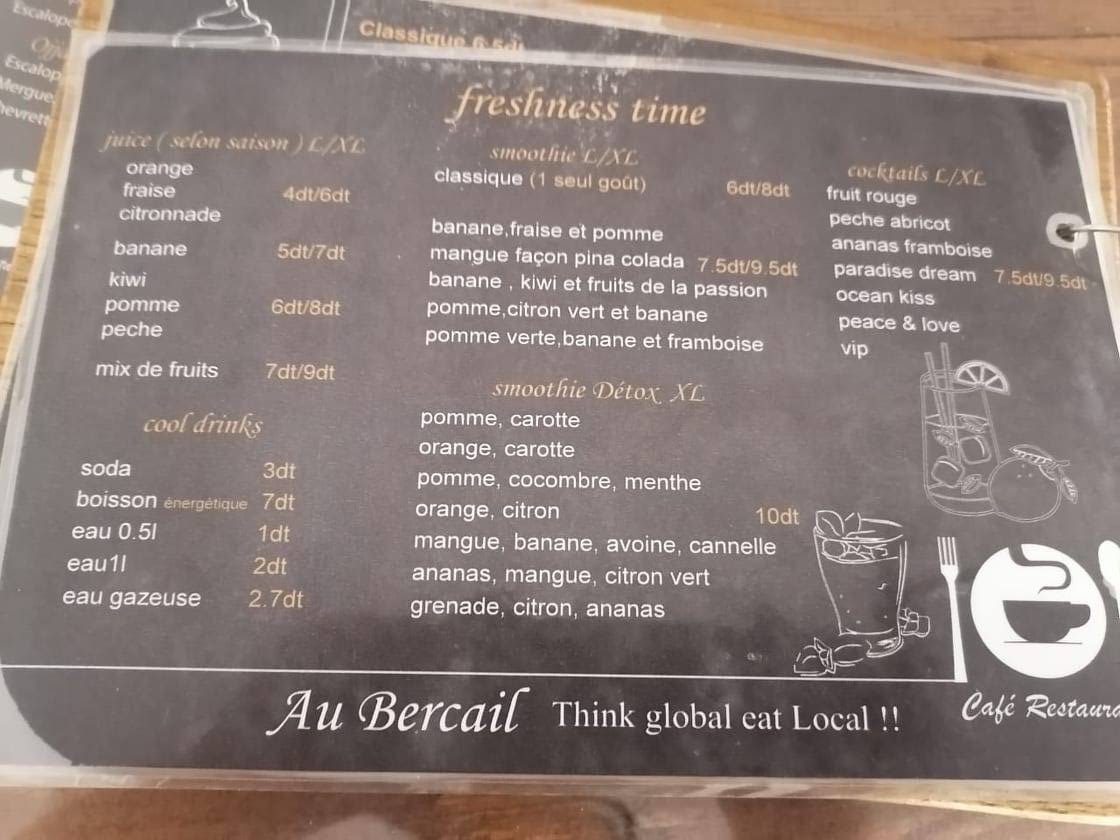 Escalope
Escalop
Classique 6.5dt
freshness time
juice ( selon saison ) L/XL
orange
fraise 4dt/6dt
citronnade
banane 5dt/7dt
kiwi
pomme 6dt/8dt
peche
mix de fruits 7dt/9dt
cool drinks
soda 3dt
boisson énergétique 7dt
eau 0.5l 1dt
eau1l 2dt
eau gazeuse 2.7dt
smoothie L/XL
classique (1 seul goût) 6dt/8dt
banane,fraise et pomme
mangue façon pina colada 7.5dt/9.5dt
banane , kiwi et fruits de la passion
pomme,citron vert et banane
pomme verte,banane et framboise
smoothie Détox XL
pomme, carotte
orange, carotte
pomme, cocombre, menthe
orange, citron 10dt
mangue, banane, avoine, cannelle
ananas, mangue, citron vert
grenade, citron, ananas
cocktails L/XL
fruit rouge
peche abricot
ananas framboise
paradise dream 7.5dt/9.5dt
ocean kiss
peace & love
vip
Au Bercail Think global eat Local !!
Café Restaura